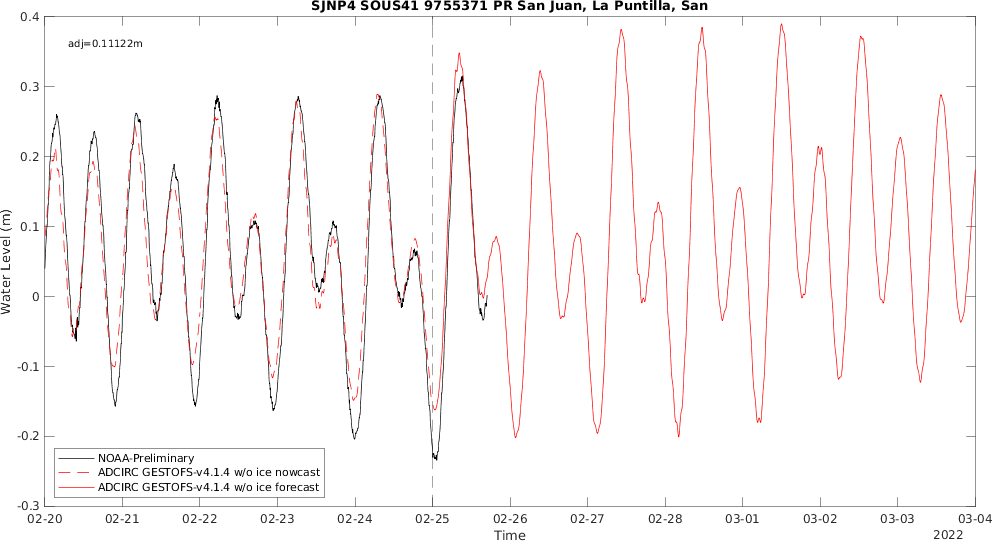 SJNP4 SOUS41 9755371 PR San Juan, La Puntilla, San
adj=0.11122m
0.4
0.3
0.2
0.1
0
-0.1
-0.2
-0.3
Water Level (m)
NOAA-Preliminary
ADCIRC GESTOFS-v4.1.4 w/o ice nowcast
ADCIRC GESTOFS-v4.1.4 w/o ice forecast
02-20 02-21 02-22 02-23 02-24 02-25 02-26 02-27 02-28 03-01 03-02 03-03 03-04
Time
2022